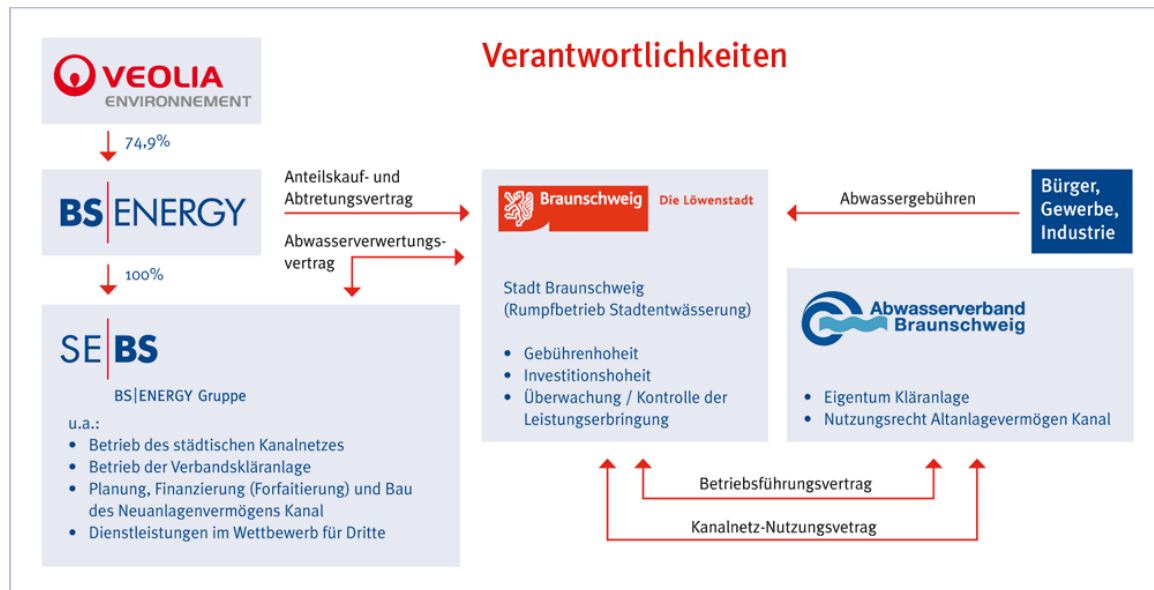 Verantwortlichkeiten
VEOLIA
ENVIRONNEMENT
74,9%
BS|ENERGY
100%
SE|BS
BS|ENERGY Gruppe
u.a.:
• Betrieb des städtischen Kanalnetzes
• Betrieb der Verbandskläranlage
• Planung, Finanzierung (Forfaitierung) und Bau
des Neuanlagenvermögens Kanal
• Dienstleistungen im Wettbewerb für Dritte
Anteilskauf- und
Abtretungsvertrag
Abwasserverwertungs-
vertrag
Braunschweig
Die Löwenstadt
Stadt Braunschweig
(Rumpfbetrieb Stadtentwässerung)
• Gebührenhoheit
• Investitionshoheit
• Überwachung / Kontrolle der
Leistungserbringung
Abwassergebühren
Bürger,
Gewerbe,
Industrie
Abwasserverband
Braunschweig
• Eigentum Kläranlage
• Nutzungsrecht Altanlagevermögen Kanal
Betriebsführungsvertrag
Kanalnetz-Nutzungsvetrag